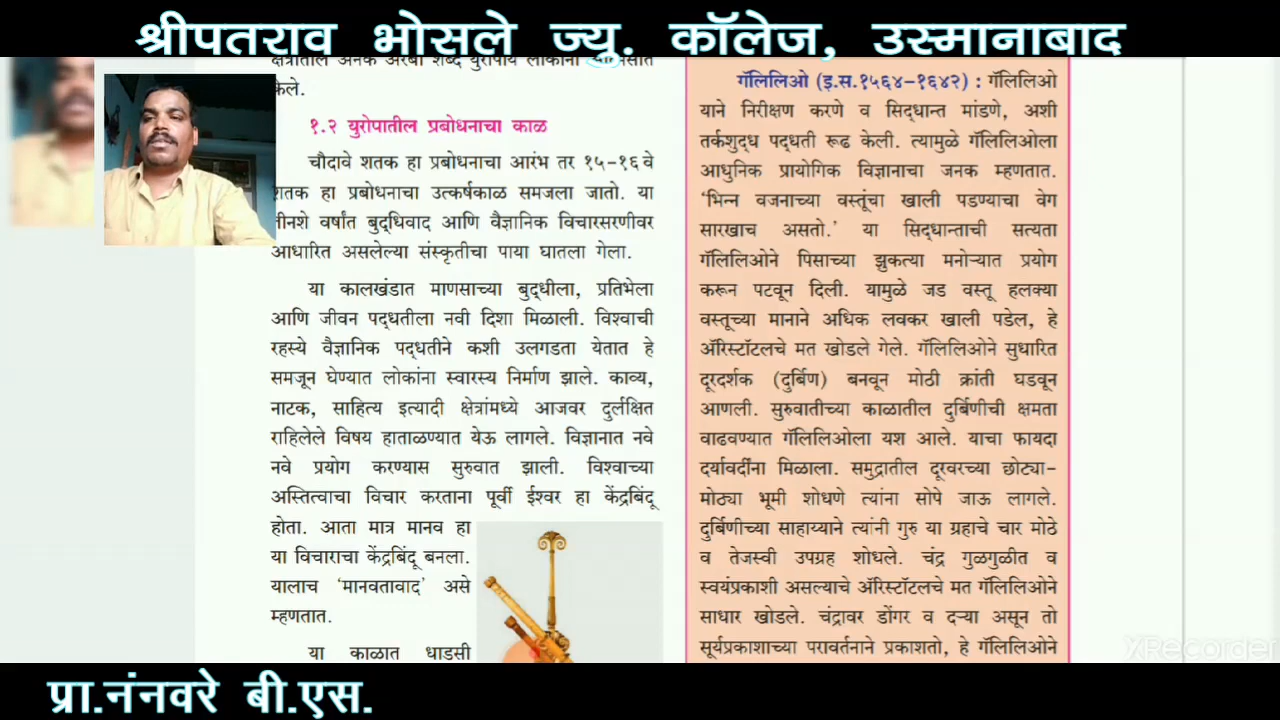 श्रीपतराव भोसले ज्यु. कॉलेज, उस्मानाबाद
क्षेत्रातील अनेक अरबी शब्द युरोपीय लोकांनी आत्मसात
केले.
१.२ युरोपातील प्रबोधनाचा काळ
चौदावे शतक हा प्रबोधनाचा आरंभ तर १५-१६वे
शतक हा प्रबोधनाचा उत्कर्षकाळ समजला जातो. या
तीनशे वर्षांत बुद्धिवाद आणि वैज्ञानिक विचारसरणीवर
आधारित असलेल्या संस्कृतीचा पाया घातला गेला.
या कालखंडात माणसाच्या बुद्धीला, प्रतिभेला
आणि जीवन पद्धतीला नवी दिशा मिळाली. विश्वाची
रहस्ये वैज्ञानिक पद्धतीने कशी उलगडता येतात हे
समजून घेण्यात लोकांना स्वारस्य निर्माण झाले. काव्य,
नाटक, साहित्य इत्यादी क्षेत्रांमध्ये आजवर दुर्लक्षित
राहिलेले विषय हाताळण्यात येऊ लागले. विज्ञानात नवे
नवे प्रयोग करण्यास सुरुवात झाली. विश्वाच्या
अस्तित्वाचा विचार करताना पूर्वी ईश्वर हा केंद्रबिंदू
होता. आता मात्र मानव हा
या विचाराचा केंद्रबिंदू बनला.
यालाच ‘मानवतावाद’ असे
म्हणतात.
या काळात धाडसी
गॅलिलिओ (इ.स.१५६४-१६४२) : गॅलिलिओ
याने निरीक्षण करणे व सिद्धान्त मांडणे, अशी
तर्कशुद्ध पद्धती रूढ केली. त्यामुळे गॅलिलिओला
आधुनिक प्रायोगिक विज्ञानाचा जनक म्हणतात.
‘भिन्न वजनाच्या वस्तूंचा खाली पडण्याचा वेग
सारखाच असतो.’ या सिद्धान्ताची सत्यता
गॅलिलिओने पिसाच्या झुकत्या मनोऱ्यात प्रयोग
करून पटवून दिली. यामुळे जड वस्तू हलक्या
वस्तूच्या मानाने अधिक लवकर खाली पडेल, हे
ॲरिस्टॉटलचे मत खोडले गेले. गॅलिलिओने सुधारित
दूरदर्शक (दुर्बिण) बनवून मोठी क्रांती घडवून
आणली. सुरुवातीच्या काळातील दुर्बिणीची क्षमता
वाढवण्यात गॅलिलिओला यश आले. याचा फायदा
दर्यावर्दींना मिळाला. समुद्रातील दूरवरच्या छोट्या-
मोठ्या भूमी शोधणे त्यांना सोपे जाऊ लागले.
दुर्बिणीच्या साहाय्याने त्यांनी गुरु या ग्रहाचे चार मोठे
व तेजस्वी उपग्रह शोधले. चंद्र गुळगुळीत व
स्वयंप्रकाशी असल्याचे ॲरिस्टॉटलचे मत गॅलिलिओने
साधार खोडले. चंद्रावर डोंगर व दऱ्या असून तो
सूर्यप्रकाशाच्या परावर्तनाने प्रकाशतो, हे गॅलिलिओने
XRecorder
प्रा.नंनवरे बी.एस.